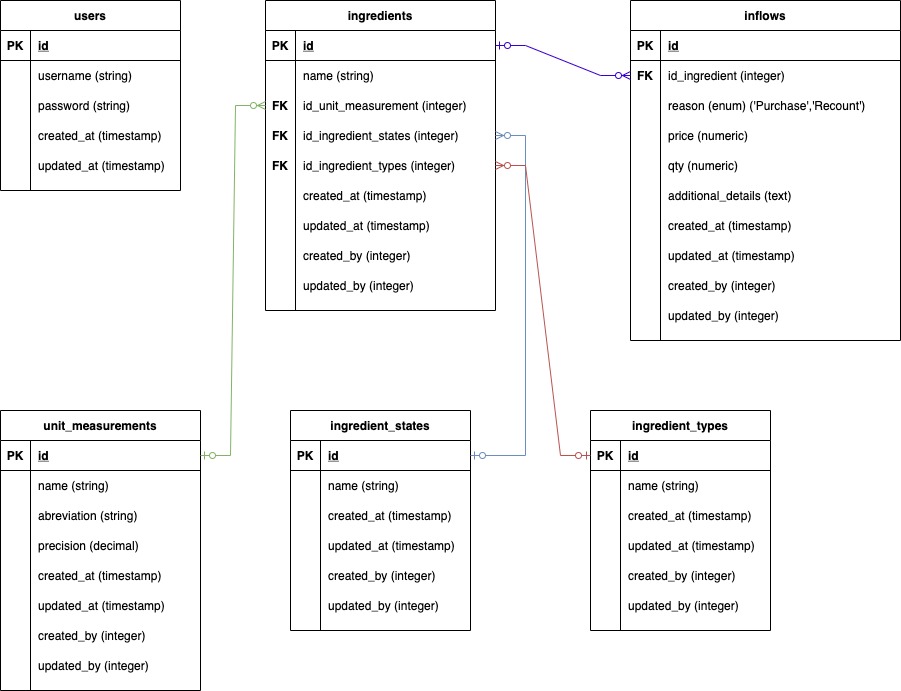 users
PK id
username (string)
password (string)
created_at (timestamp)
updated_at (timestamp)
ingredients
PK id
name (string)
FK id_unit_measurement (integer)
FK id_ingredient_states (integer)
FK id_ingredient_types (integer)
created_at (timestamp)
updated_at (timestamp)
created_by (integer)
updated_by (integer)
inflows
PK id
FK id_ingredient (integer)
reason (enum) ('Purchase','Recount')
price (numeric)
qty (numeric)
additional_details (text)
created_at (timestamp)
updated_at (timestamp)
created_by (integer)
updated_by (integer)
unit_measurements
PK id
name (string)
abreviation (string)
precision (decimal)
created_at (timestamp)
updated_at (timestamp)
created_by (integer)
updated_by (integer)
ingredient_states
PK id
name (string)
created_at (timestamp)
updated_at (timestamp)
created_by (integer)
updated_by (integer)
ingredient_types
PK id
name (string)
created_at (timestamp)
updated_at (timestamp)
created_by (integer)
updated_by (integer)